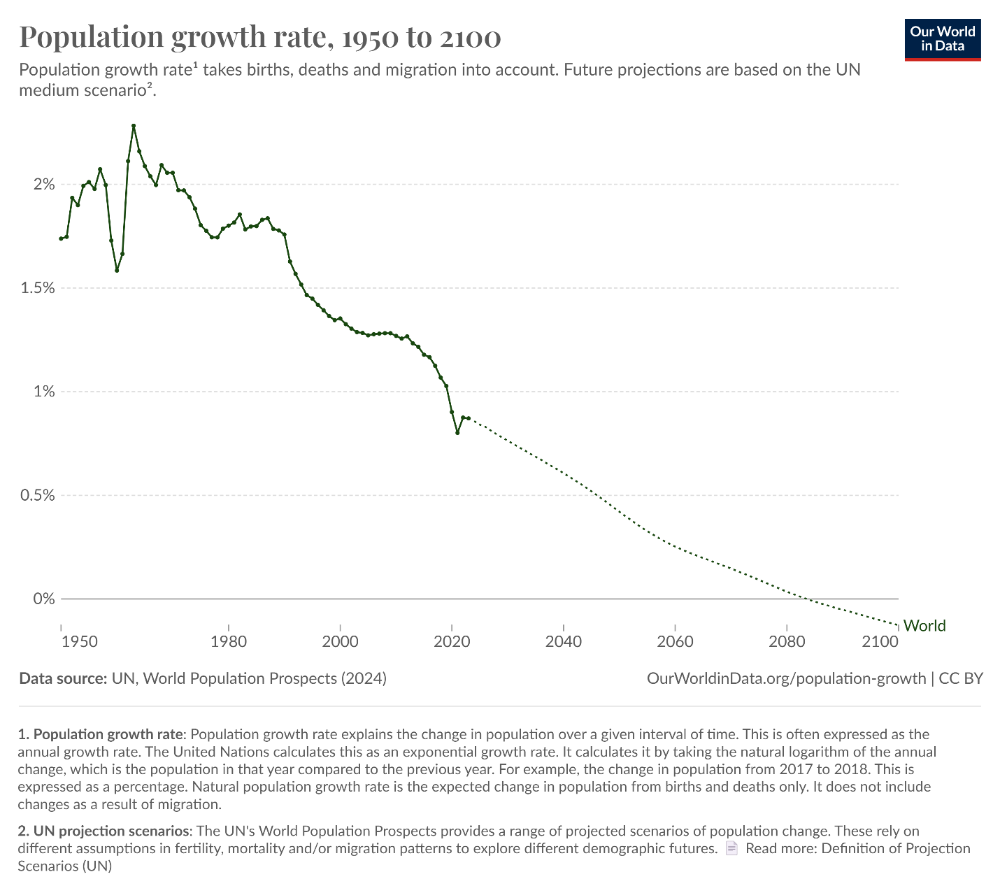 Population growth rate, 1950 to 2100
Our World
in Data
Population growth rate¹ takes births, deaths and migration into account. Future projections are based on the UN
medium scenario².
2%
1.5%
1%
0.5%
0%
World
1950
1980
2000
2020
2040
2060
2080
2100
Data source: UN, World Population Prospects (2024)
OurWorldinData.org/population-growth | CC BY
1. Population growth rate: Population growth rate explains the change in population over a given interval of time. This is often expressed as the
annual growth rate. The United Nations calculates this as an exponential growth rate. It calculates it by taking the natural logarithm of the annual
change, which is the population in that year compared to the previous year. For example, the change in population from 2017 to 2018. This is
expressed as a percentage. Natural population growth rate is the expected change in population from births and deaths only. It does not include
changes as a result of migration.
2. UN projection scenarios: The UN's World Population Prospects provides a range of projected scenarios of population change. These rely on
different assumptions in fertility, mortality and/or migration patterns to explore different demographic futures. Read more: Definition of Projection
Scenarios (UN)